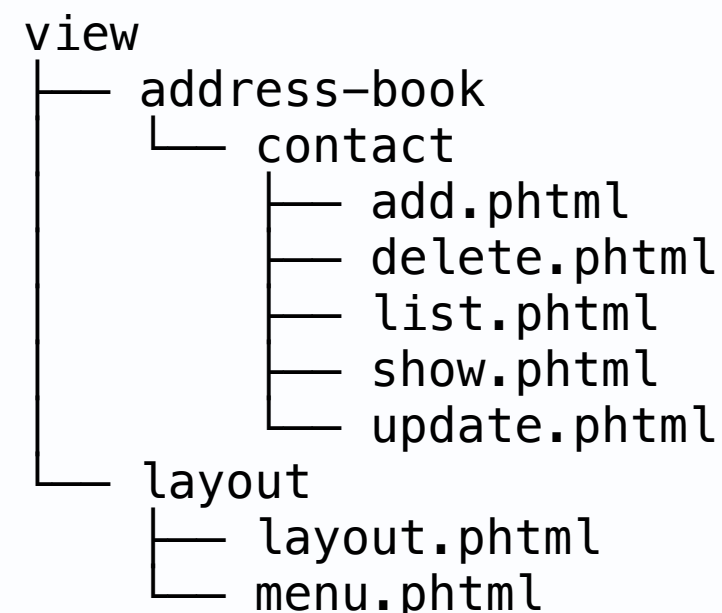 view
├── address-book
│   └── contact
│       ├── add.phtml
│       ├── delete.phtml
│       ├── list.phtml
│       ├── show.phtml
│       └── update.phtml
└── layout
    ├── layout.phtml
    └── menu.phtml